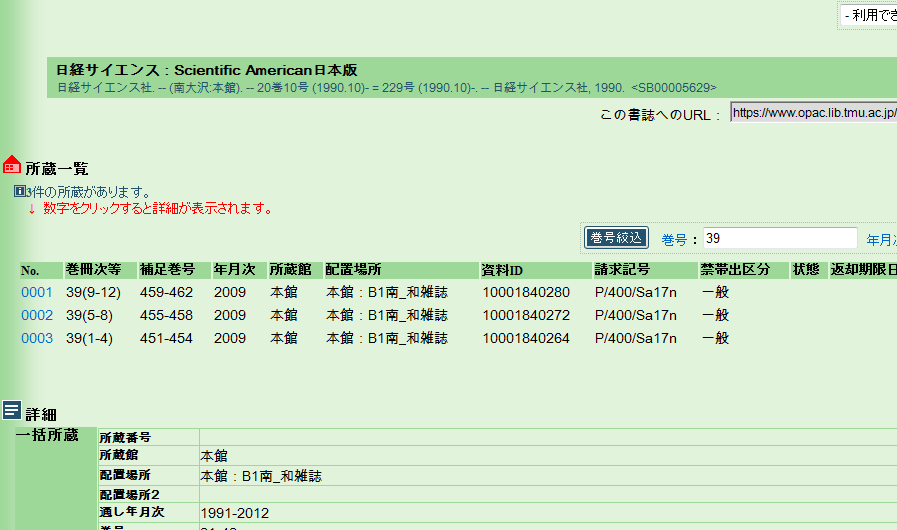 - 利用でき
日経サイエンス : Scientific American日本版
日経サイエンス社. -- (南大沢:本館). -- 20巻10号 (1990.10)- = 229号 (1990.10)-. -- 日経サイエンス, 1990. <SB00005629>
この書誌へのURL : https://www.opac.lib.tmu.ac.jp/
所蔵一覧
3件の所蔵があります。
↓ 数字をクリックすると詳細が表示されます。
巻号絞込 巻号 : 39 年月次
No. 巻冊次等 補足巻号 年月次 所蔵館 配置場所 資料ID 請求記号 禁帯出区分 状態 返却期限日
0001 39(9-12) 459-462 2009 本館 本館 : B1南_和雑誌 10001840280 P/400/Sa17n 一般
0002 39(5-8) 455-458 2009 本館 本館 : B1南_和雑誌 10001840272 P/400/Sa17n 一般
0003 39(1-4) 451-454 2009 本館 本館 : B1南_和雑誌 10001840264 P/400/Sa17n 一般
詳細
一括所蔵 所蔵番号
所蔵館 本館
配置場所 本館 : B1南_和雑誌
配置場所2
通し年月次 1991-2012